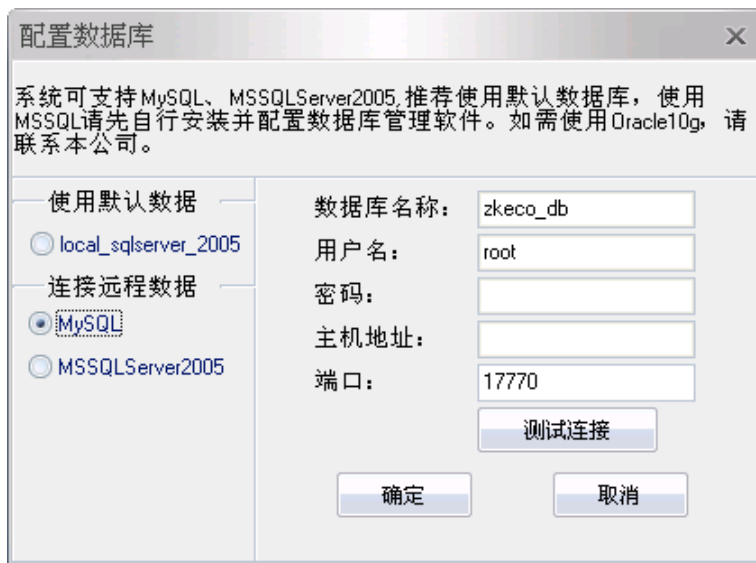 配置数据库
系统可支持MySQL、MSSQLServer2005,推荐使用默认数据库，使用
MSSQL请先自行安装并配置数据库管理软件。如需使用Oracle10g，请
联系本公司。
使用默认数据
local_sqlserver_2005
连接远程数据
MySQL
MSSQLServer2005
数据库名称：
zkeco_db
用户名：
root
密码：
主机地址：
端口：
17770
测试连接
确定
取消